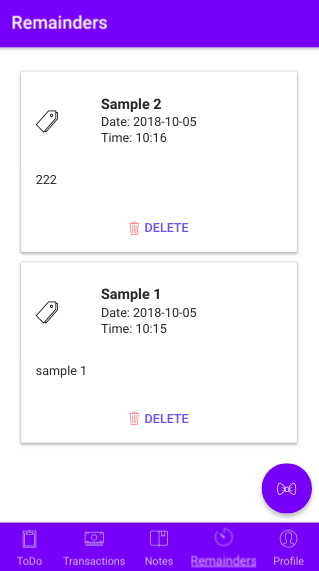 Remainders
Sample 2
Date: 2018-10-05
Time: 10:16
222
DELETE
Sample 1
Date: 2018-10-05
Time: 10:15
sample 1
DELETE
ToDo Transactions Notes Remainders Profile